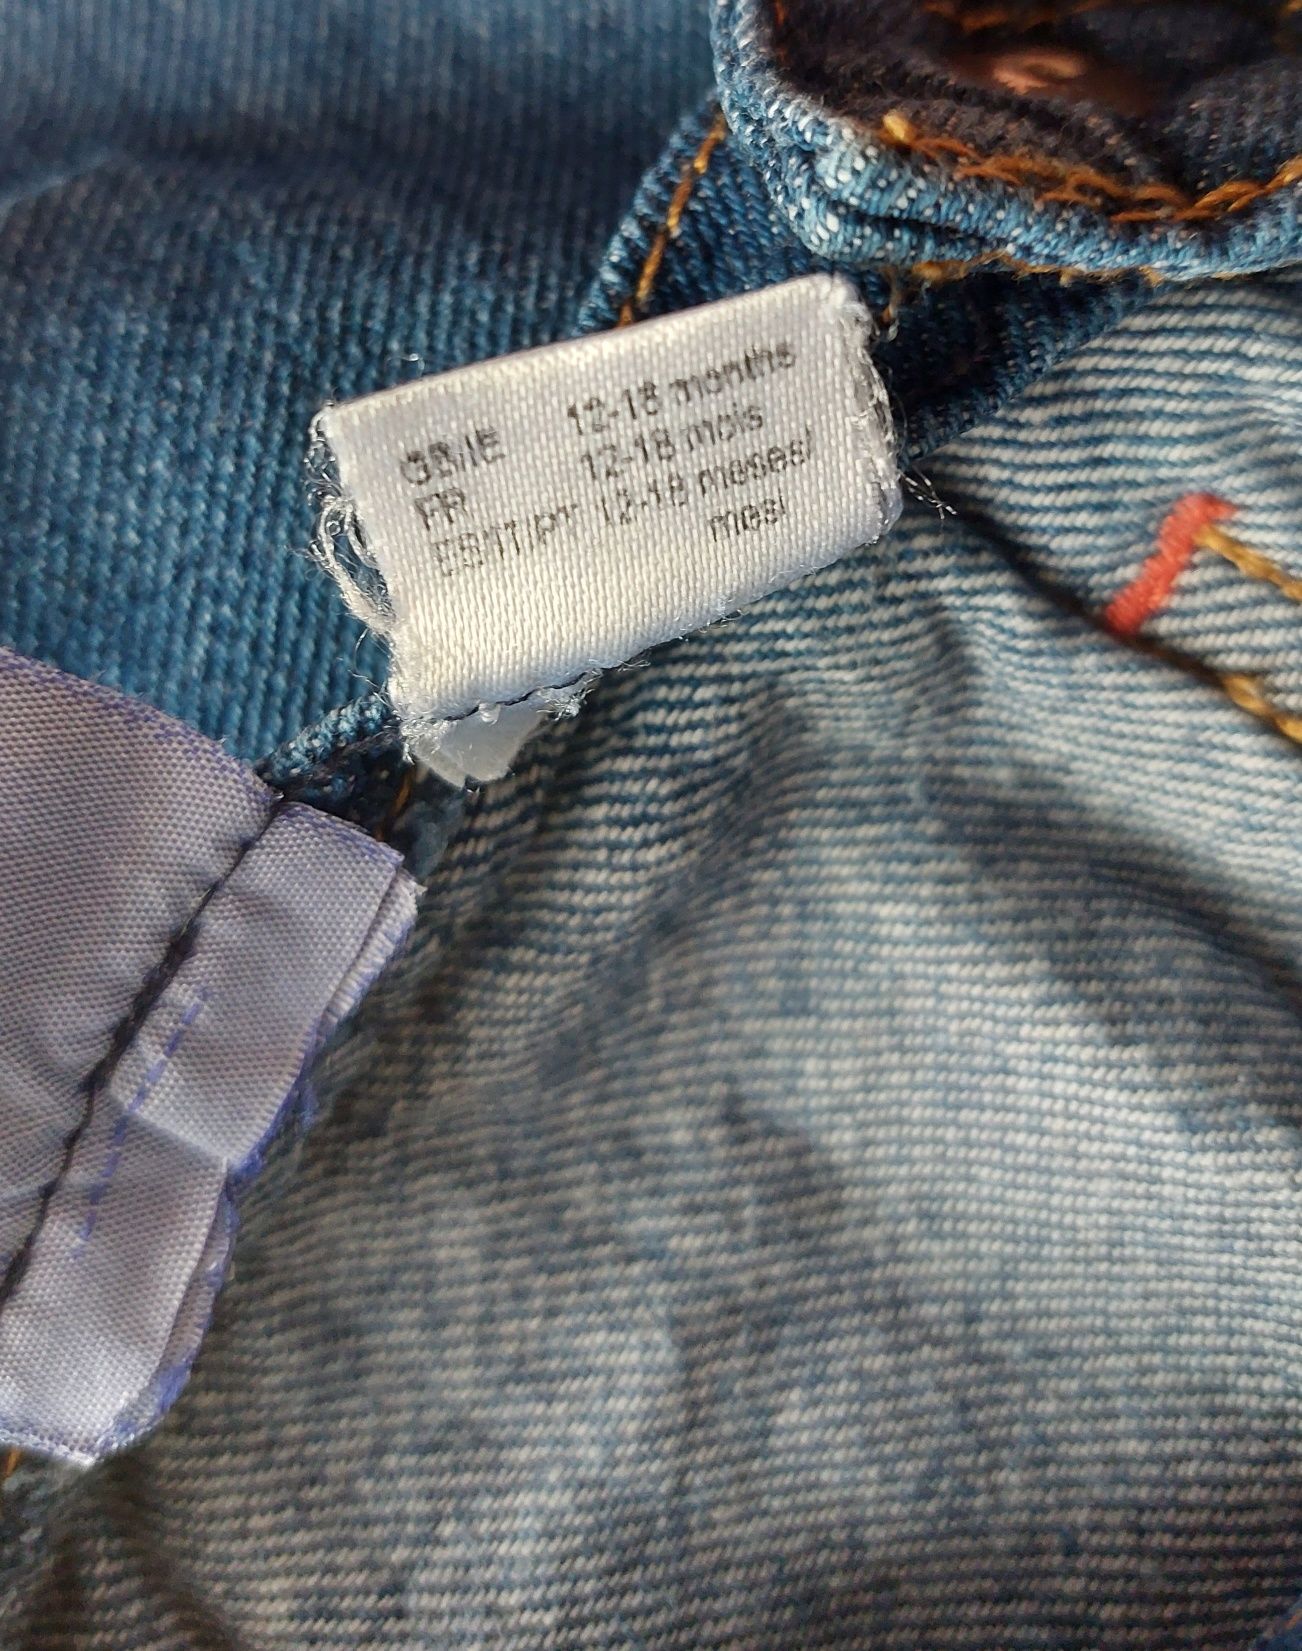 GB/IE 12-18 months
FR 12-18 mois
ES/IT/PT 12-18 meses/
mesi